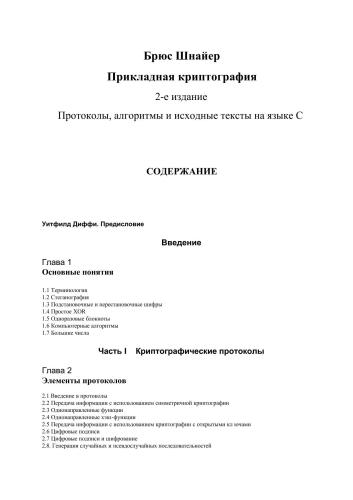 Брюс Шнайер
Прикладная криптография
2-е издание
Протоколы, алгоритмы и исходные тексты на языке С
СОДЕРЖАНИЕ
Уитфилд Диффи. Предисловие
Введение
Глава 1
Основные понятия
1.1 Терминология
1.2 Стеганография
1.3 Подстановочные и перестановочные шифры
1.4 Простое XOR
1.5 Одноразовые блокноты
1.6 Компьютерные алгоритмы
1.7 Большие числа
Часть I Криптографические протоколы
Глава 2
Элементы протоколов
2.1 Введение в протоколы
2.2 Передача информации с использованием симметричной криптографии
2.3 Однонаправленные функции
2.4 Однонаправленные хэш-функции
2.5 Передача информации с использованием криптографии с открытыми ключами
2.6 Цифровые подписи
2.7 Цифровые подписи и шифрование
2.8. Генерация случайных и псевдослучайных последовательностей